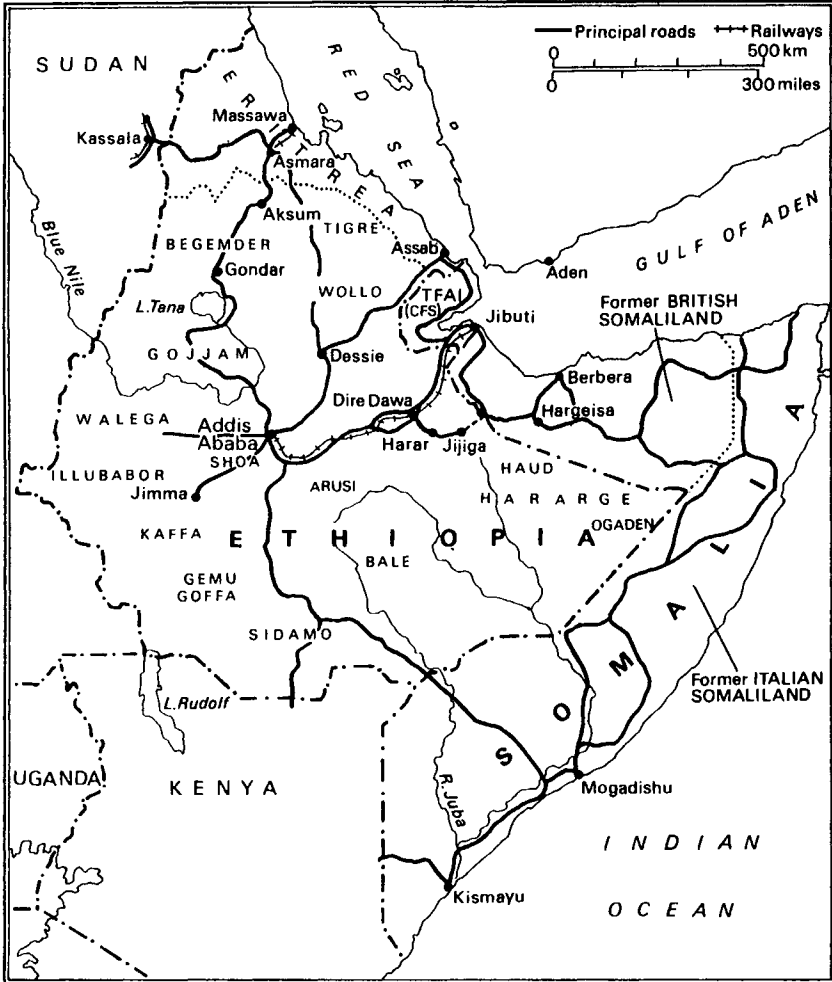 Principal roads
Railways
0 500 km
0 300 miles
SUDAN
ERITREA
RED SEA
Massawa
Kassala
Asmara
Aksum
TIGRE
BEGEMDER
Blue Nile
Gondar
Assab
Aden
GULF OF ADEN
WOLLO
TFAI
(CFS)
L.Tana
Jibuti
Former BRITISH
SOMALILAND
GOJJAM
Dessie
Berbera
Dire Dawa
WALEGA
Addis
Ababa
SHOA
Harar
Jijiga
Hargeisa
ILLUBABOR
Jimma
ARUSI
HAUD
HARARGE
OGADEN
KAFFA
ETHIOPIA
BALE
GEMU
GOFFA
SIDAMO
SOMALIA
Former ITALIAN
SOMALILAND
L.Rudolf
UGANDA
KENYA
R.Juba
Mogadishu
Kismayu
INDIAN
OCEAN